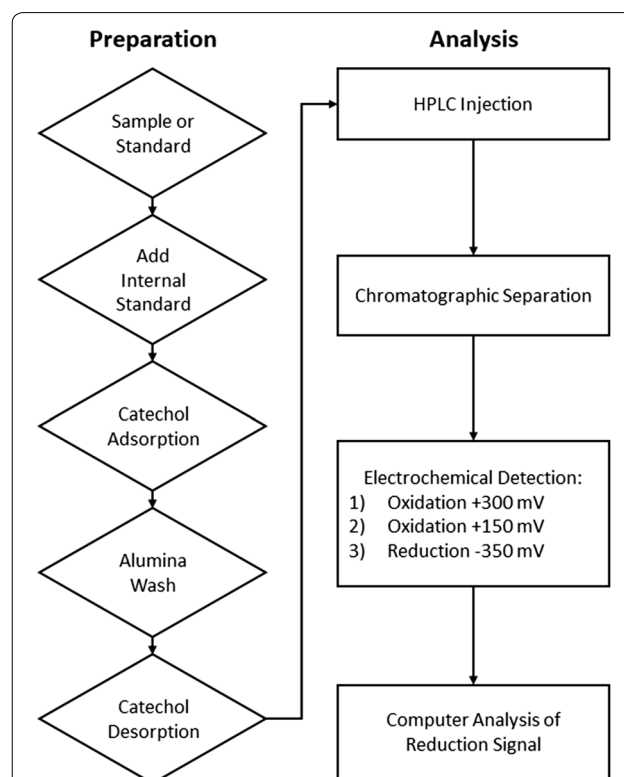 Preparation
Sample or
Standard
Add
Internal
Standard
Catechol
Adsorption
Alumina
Wash
Catechol
Desorption
Analysis
HPLC Injection
Chromatographic Separation
Electrochemical Detection:
1) Oxidation +300 mV
2) Oxidation +150 mV
3) Reduction -350 mV
Computer Analysis of
Reduction Signal